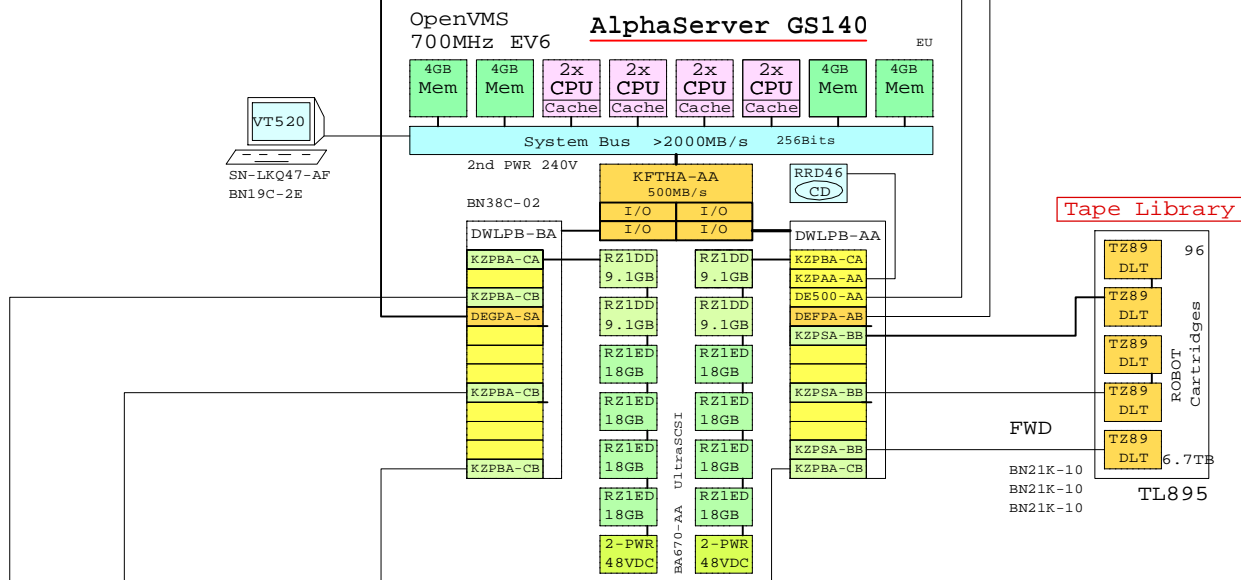 OpenVMS
700MHz EV6
AlphaServer GS140
EU
4GB
Mem
4GB
Mem
2x
CPU
Cache
2x
CPU
Cache
2x
CPU
Cache
2x
CPU
Cache
4GB
Mem
4GB
Mem
VT520
System Bus >2000MB/s 256Bits
SN-LKQ47-AF
BN19C-2E
2nd PWR 240V
KFTHA-AA
500MB/s
I/O I/O
I/O I/O
RRD46
CD
BN38C-02
DWLPB-BA
KZPBA-CA
KZPBA-CB
DEGPA-SA
KZPBA-CB
KZPBA-CB
RZ1DD
9.1GB
RZ1DD
9.1GB
RZ1ED
18GB
RZ1ED
18GB
RZ1ED
18GB
RZ1ED
18GB
2-PWR
48VDC
BA670-AA UltraSCSI
RZ1DD
9.1GB
RZ1DD
9.1GB
RZ1ED
18GB
RZ1ED
18GB
RZ1ED
18GB
RZ1ED
18GB
2-PWR
48VDC
DWLPB-AA
KZPBA-CA
KZPAA-AA
DE500-AA
DEFPA-AB
KZPSA-BB
KZPSA-BB
KZPSA-BB
KZPBA-CB
FWD
BN21K-10
BN21K-10
BN21K-10
Tape Library
TZ89
DLT
96
TZ89
DLT
TZ89
DLT
TZ89
DLT
TZ89
DLT
ROBOT
Cartridges
6.7TB
TL895